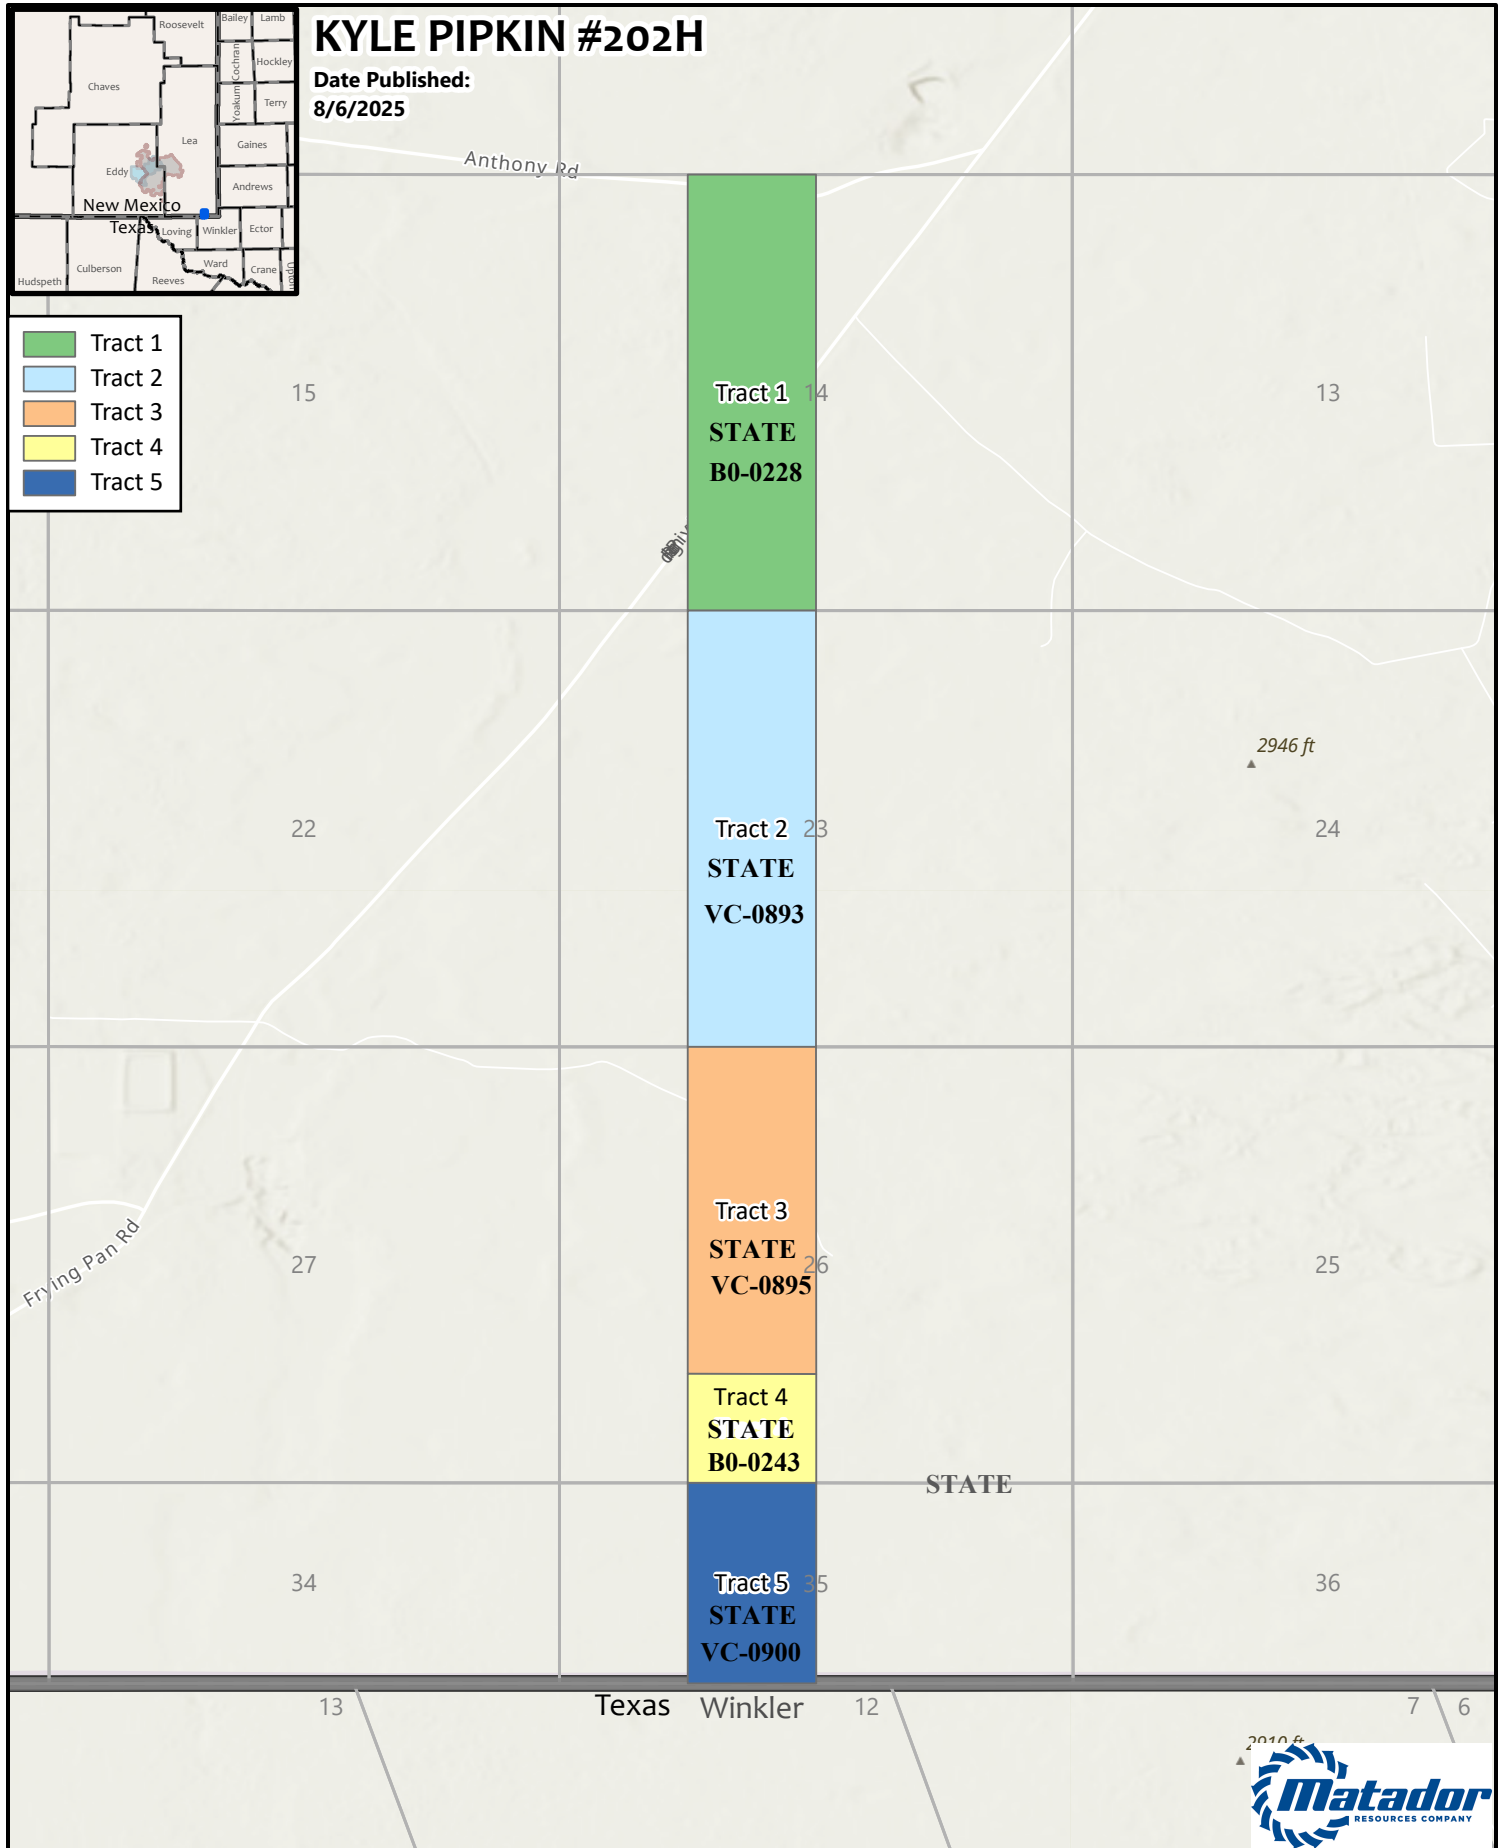 KYLE PIPKIN #202H
Date Published:
8/6/2025
Roosevelt
Bailey
Lamb
Cochran
Hockley
Chaves
Yoakum
Terry
Lea
Gaines
Eddy
Andrews
New Mexico
Texas
Loving
Winkler
Ector
Culberson
Ward
Crane
Hudspeth
Reeves
Upton
Anthony Rd
Tract 1
Tract 2
Tract 3
Tract 4
Tract 5
15
Tract 1
14
13
STATE
B0-0228
2946 ft
22
Tract 2
23
24
STATE
VC-0893
Tract 3
STATE
Frying Pan Rd
27
26
25
VC-0895
Tract 4
STATE
B0-0243
STATE
34
Tract 5
35
36
STATE
VC-0900
13
Texas
Winkler
12
7
6
2910 ft
Matador
RESOURCES COMPANY